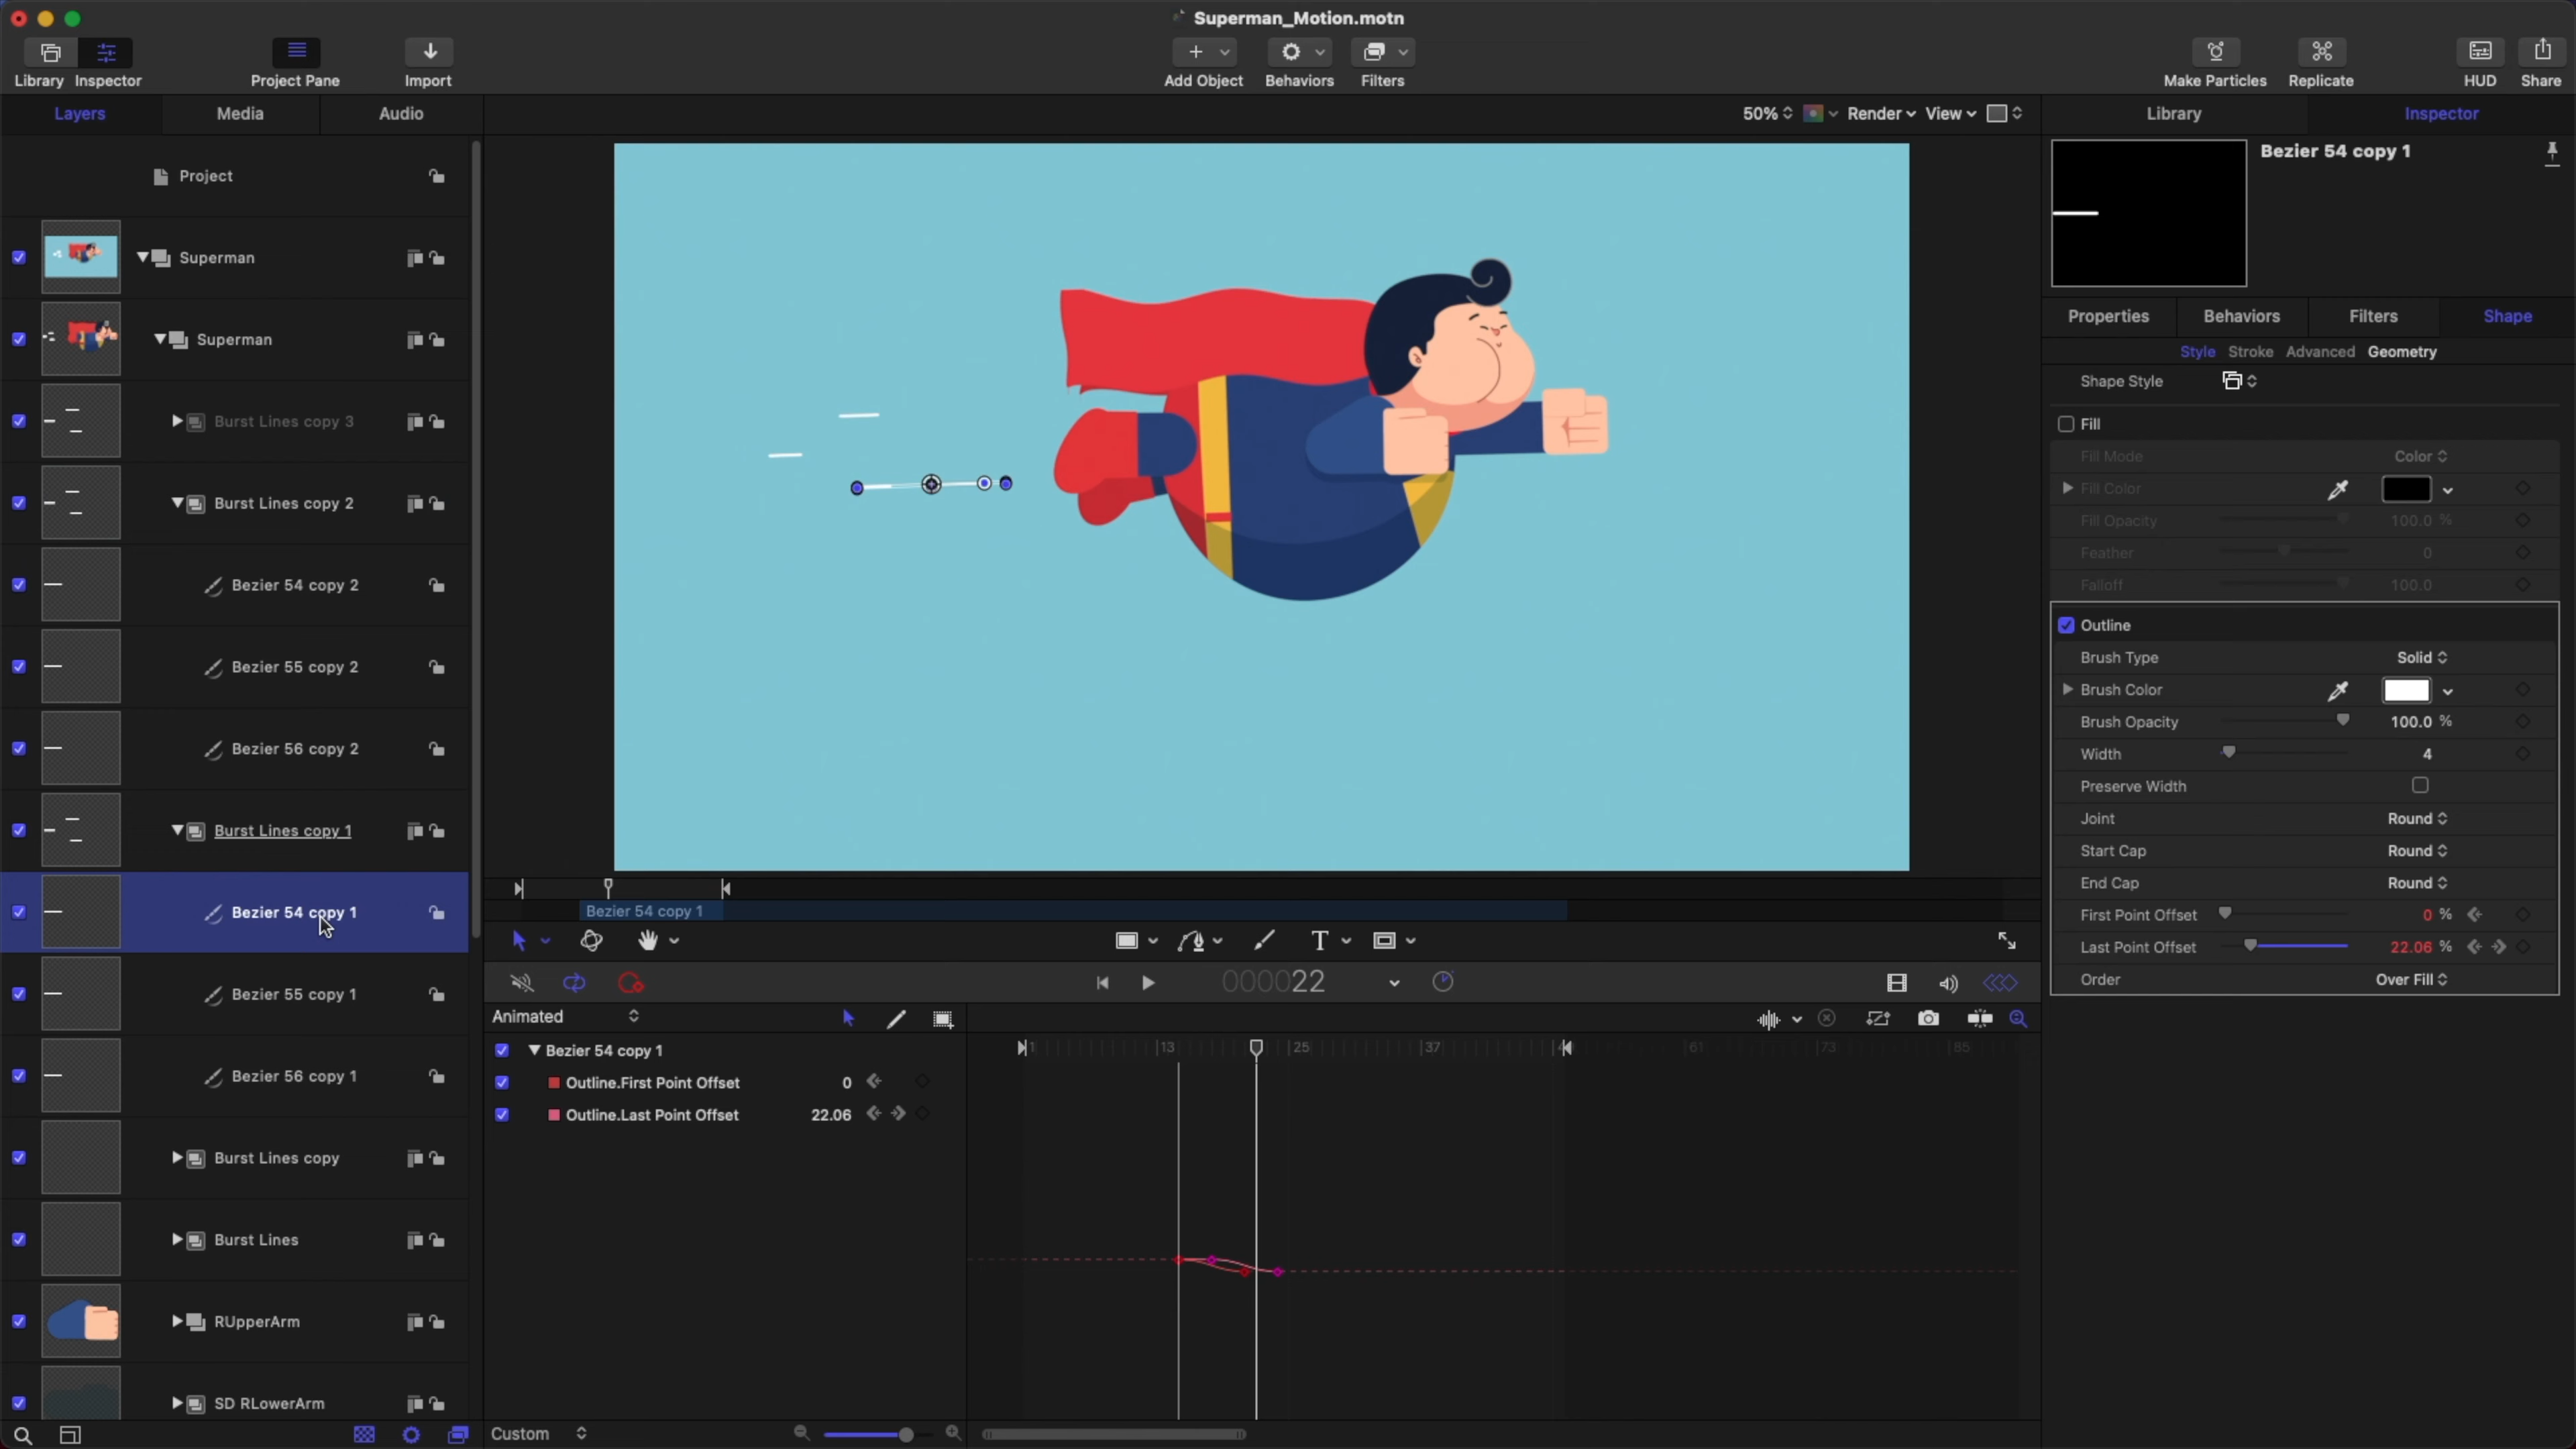 Superman_Motion.motn
Library Inspector Project Pane Import Add Object Behaviors Filters Make Particles Replicate HUD Share
Layers Media Audio 50% Render View Library Inspector
Project
Superman
Superman
Burst Lines copy 3
Burst Lines copy 2
Bezier 54 copy 2
Bezier 55 copy 2
Bezier 56 copy 2
Burst Lines copy 1
Bezier 54 copy 1
Bezier 55 copy 1
Bezier 56 copy 1
Burst Lines copy
Burst Lines
RUpperArm
SD RLowerArm
Bezier 54 copy 1
T
000022
Animated
Bezier 54 copy 1
Outline.First Point Offset 0
Outline.Last Point Offset 22.06
1 13 25 37 61 73 85
Custom
Bezier 54 copy 1
Properties Behaviors Filters Shape
Style Stroke Advanced Geometry
Shape Style
Fill
Fill Mode Color
Fill Color
Fill Opacity 100.0 %
Feather 0
Falloff 100.0
Outline
Brush Type Solid
Brush Color
Brush Opacity 100.0 %
Width 4
Preserve Width
Joint Round
Start Cap Round
End Cap Round
First Point Offset 0 %
Last Point Offset 22.06 %
Order Over Fill